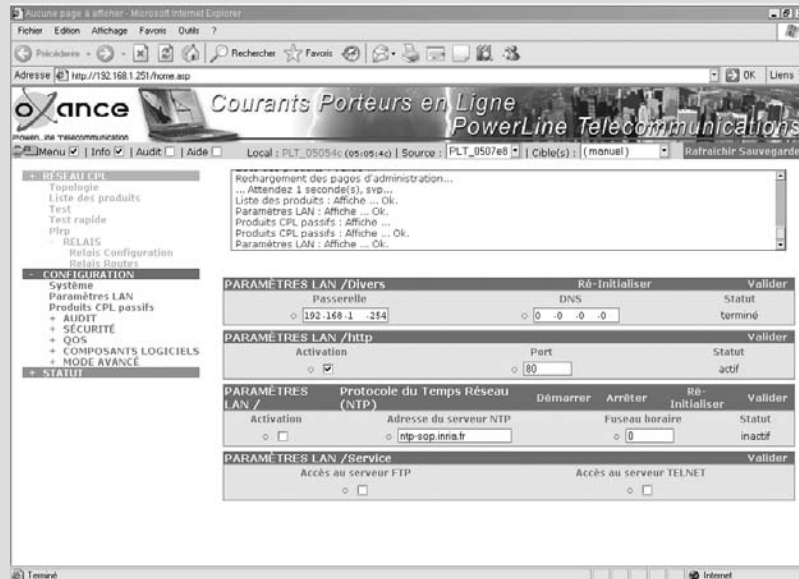 Aucune page à afficher - Microsoft Internet Explorer
Fichier Edition Affichage Favoris Outils ?
Précédente Rechercher Favoris
Adresse http://192.168.1.251/home.asp OK Liens
oxance Courants Porteurs en Ligne
PowerLine Telecommunications
PowerLine Telecommunication
Menu | Info | Audit | Aide Local : PLT_05054c (05:05:4c) | Source : PLT_0507e8 | Cible(s) : (manuel) Rafraichir Sauvegarde
+ RÉSEAU CPL
Topologie
Liste des produits
Test
Test rapide
Plrp
- RELAIS
Relais Configuration
Relais Routes
- CONFIGURATION
Système
Paramètres LAN
Produits CPL passifs
+ AUDIT
+ SÉCURITÉ
+ QOS
+ COMPOSANTS LOGICIELS
+ MODE AVANCÉ
+ STATUT
Rechargement des pages d'administration...
... Attendez 1 seconde(s), svp...
Liste des produits : Affiche ... Ok.
Paramètres LAN : Affiche ... Ok.
Produits CPL passifs : Affiche ...
Produits CPL passifs : Affiche ... Ok.
Paramètres LAN : Affiche ... Ok.
PARAMÈTRES LAN /Divers Ré-Initialiser Valider
Passerelle DNS Statut
192.168.1.254 0.0.0.0 terminé
PARAMÈTRES LAN /http Valider
Activation Port Statut
80 actif
PARAMÈTRES LAN / Protocole du Temps Réseau (NTP) Démarrer Arrêter Ré-Initialiser Valider
Activation Adresse du serveur NTP Fuseau horaire Statut
ntp-sop.inria.fr 0 inactif
PARAMÈTRES LAN /Service Valider
Accès au serveur FTP Accès au serveur TELNET
Terminé Internet